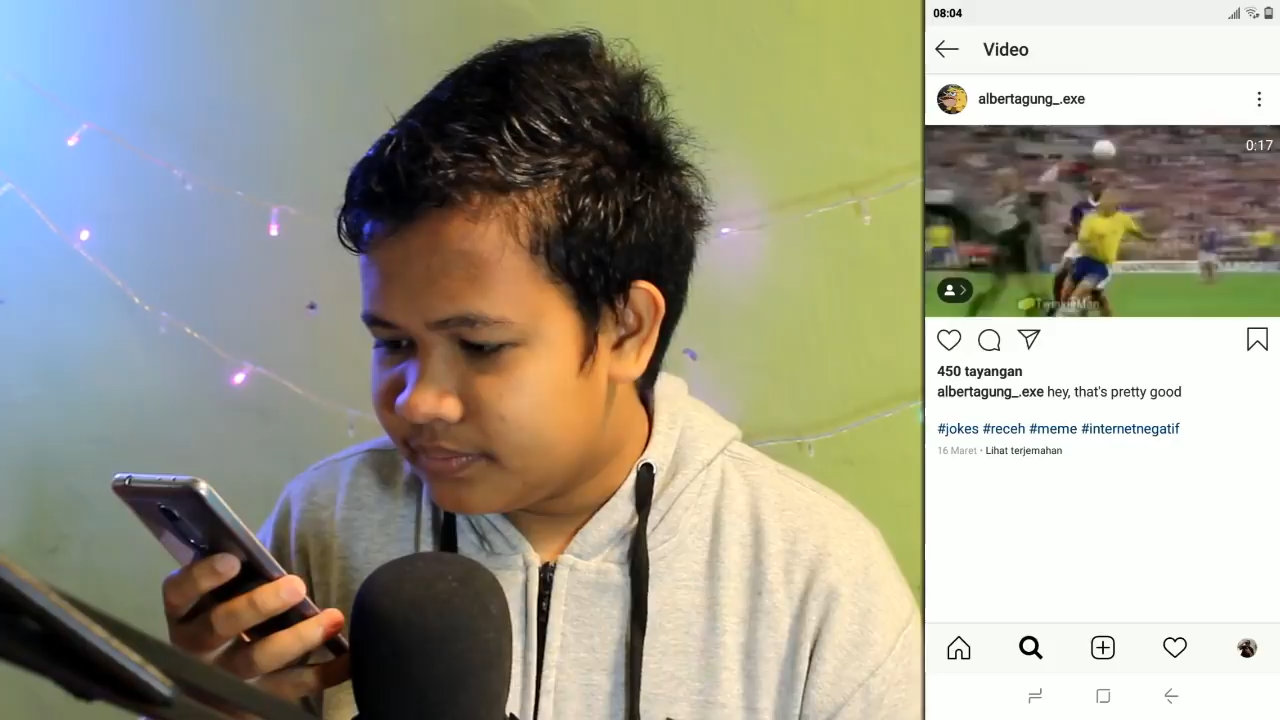 08:04
Video
albertagung_.exe
0:17
TwinkieMan
450 tayangan
albertagung_.exe hey, that's pretty good
#jokes #receh #meme #internetnegatif
16 Maret • Lihat terjemahan